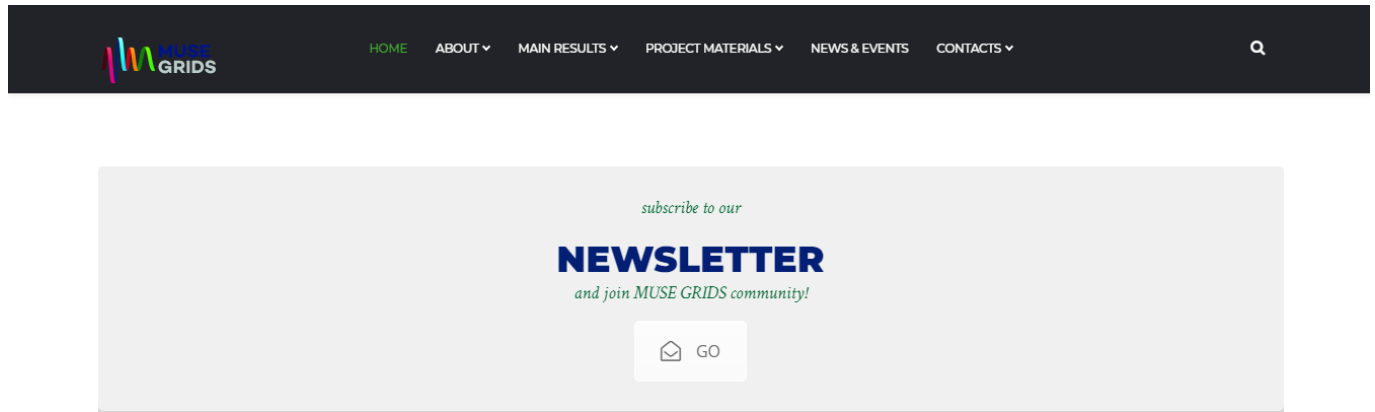 MUSE
GRIDS
HOME ABOUT MAIN RESULTS PROJECT MATERIALS NEWS & EVENTS CONTACTS
subscribe to our
NEWSLETTER
and join MUSE GRIDS community!
GO